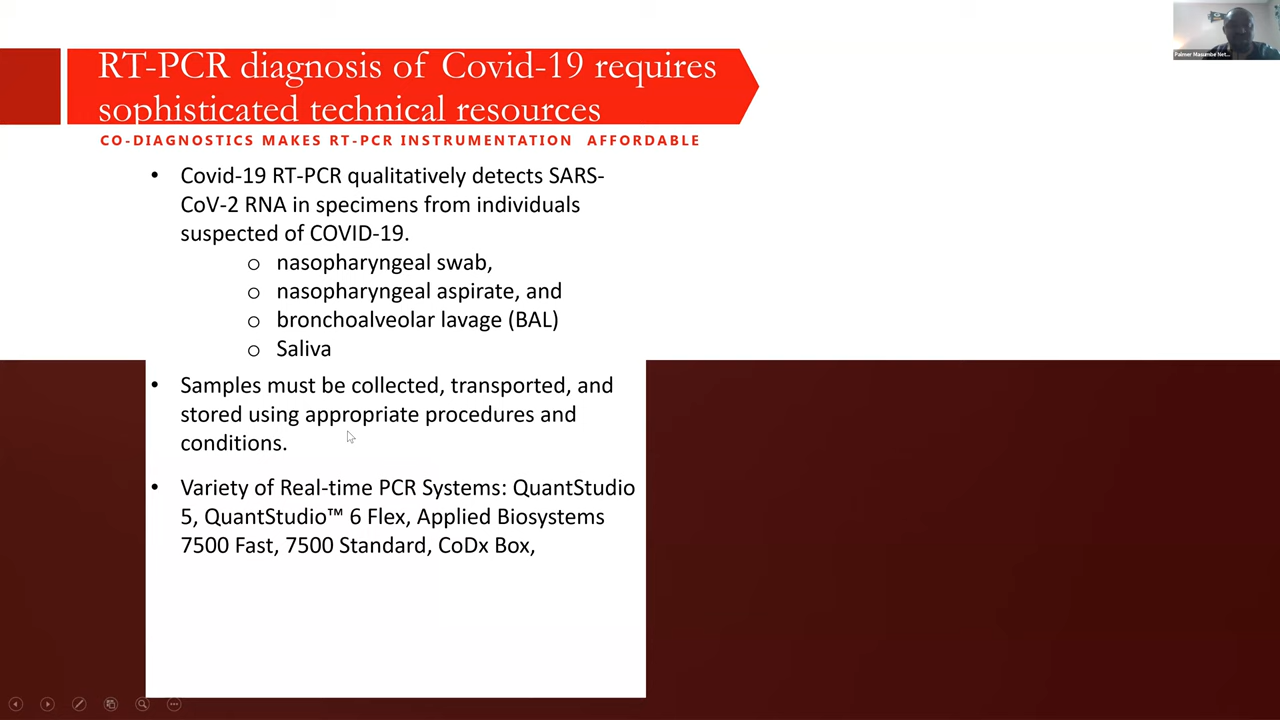 RT-PCR diagnosis of Covid-19 requires
sophisticated technical resources
CO-DIAGNOSTICS MAKES RT-PCR INSTRUMENTATION AFFORDABLE
• Covid-19 RT-PCR qualitatively detects SARS-
CoV-2 RNA in specimens from individuals
suspected of COVID-19.
o nasopharyngeal swab,
o nasopharyngeal aspirate, and
o bronchoalveolar lavage (BAL)
o Saliva
• Samples must be collected, transported, and
stored using appropriate procedures and
conditions.
• Variety of Real-time PCR Systems: QuantStudio
5, QuantStudio™ 6 Flex, Applied Biosystems
7500 Fast, 7500 Standard, CoDx Box,
Palmer Masumbe Net...